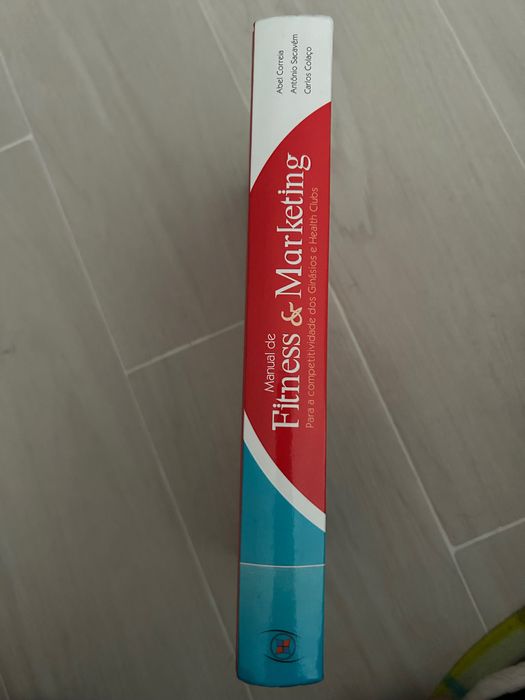 Manual de
Fitness & Marketing
Para a competitividade dos Ginásios e Health Clubs
Abel Correia
António Sacavém
Carlos Colaço